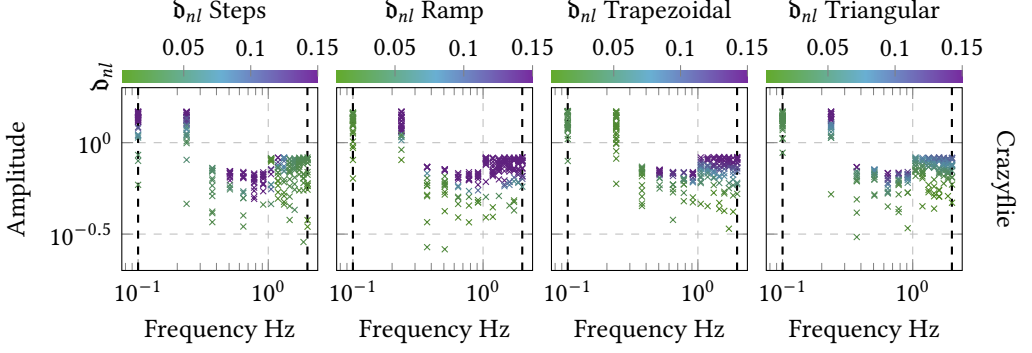 𝔡nl Steps
𝔡nl Ramp
𝔡nl Trapezoidal
𝔡nl Triangular
0.05 0.1 0.15
0.05 0.1 0.15
0.05 0.1 0.15
0.05 0.1 0.15
𝔡nl
Amplitude
10^0
10^−0.5
Crazyflie
10^−1 10^0
10^−1 10^0
10^−1 10^0
10^−1 10^0
Frequency Hz
Frequency Hz
Frequency Hz
Frequency Hz